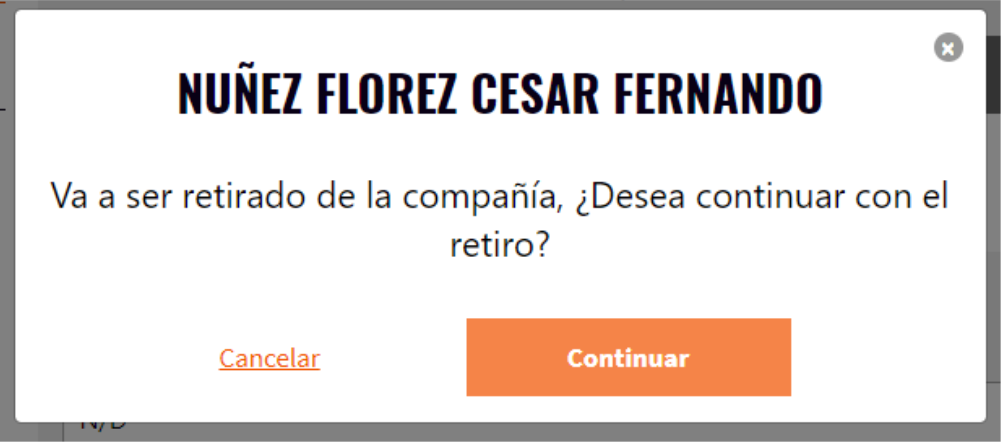 NUÑEZ FLOREZ CESAR FERNANDO
Va a ser retirado de la compañía, ¿Desea continuar con el
retiro?
Cancelar
Continuar
N/D